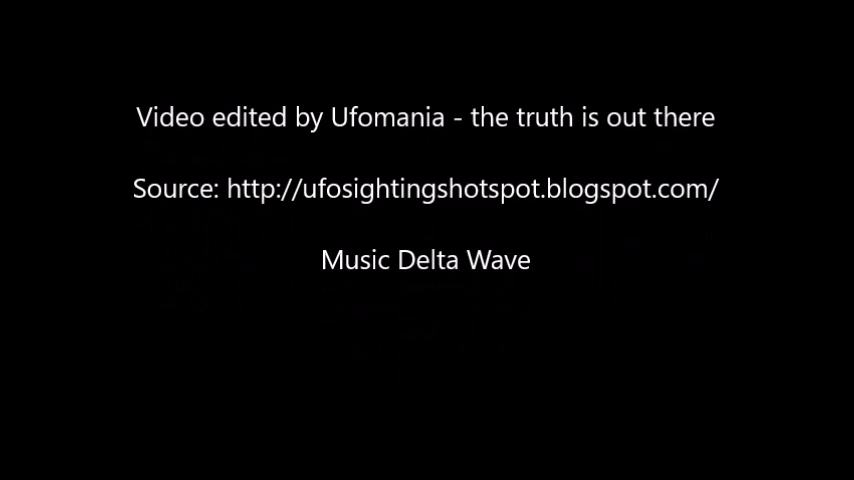 Video edited by Ufomania - the truth is out there
Source: http://ufosightingshotspot.blogspot.com/
Music Delta Wave